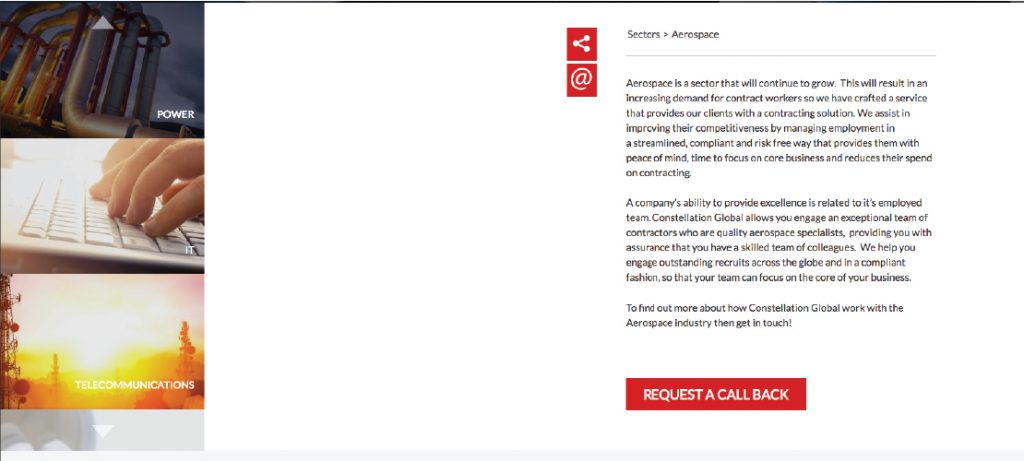 POWER
IT
TELECOMMUNICATIONS
@
Sectors > Aerospace
Aerospace is a sector that will continue to grow. This will result in an
increasing demand for contract workers so we have crafted a service
that provides our clients with a contracting solution. We assist in
improving their competitiveness by managing employment in
a streamlined, compliant and risk free way that provides them with
peace of mind, time to focus on core business and reduces their spend
on contracting.
A company's ability to provide excellence is related to it's employed
team. Constellation Global allows you engage an exceptional team of
contractors who are quality aerospace specialists, providing you with
assurance that you have a skilled team of colleagues. We help you
engage outstanding recruits across the globe and in a compliant
fashion, so that your team can focus on the core of your business.
To find out more about how Constellation Global work with the
Aerospace industry then get in touch!
REQUEST A CALL BACK